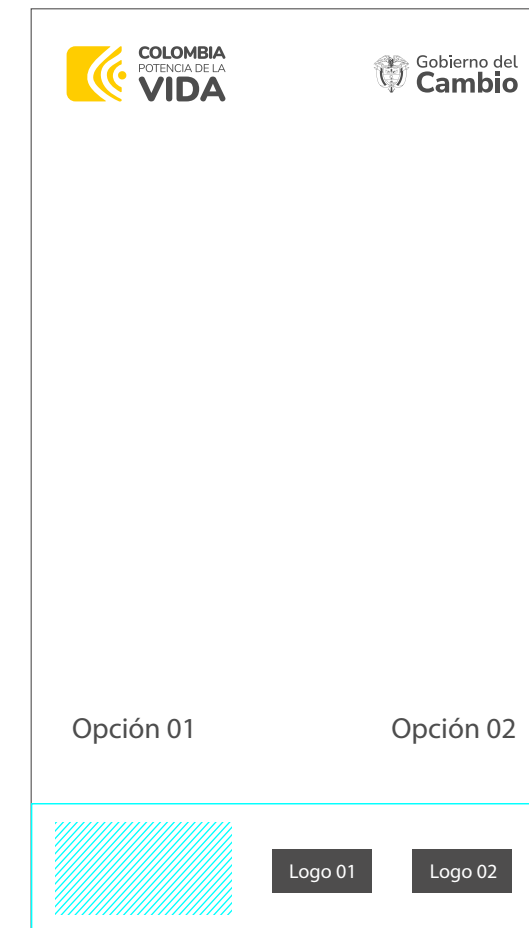 COLOMBIA
POTENCIA DE LA
VIDA
Gobierno del
Cambio
Opción 01
Opción 02
Logo 01
Logo 02